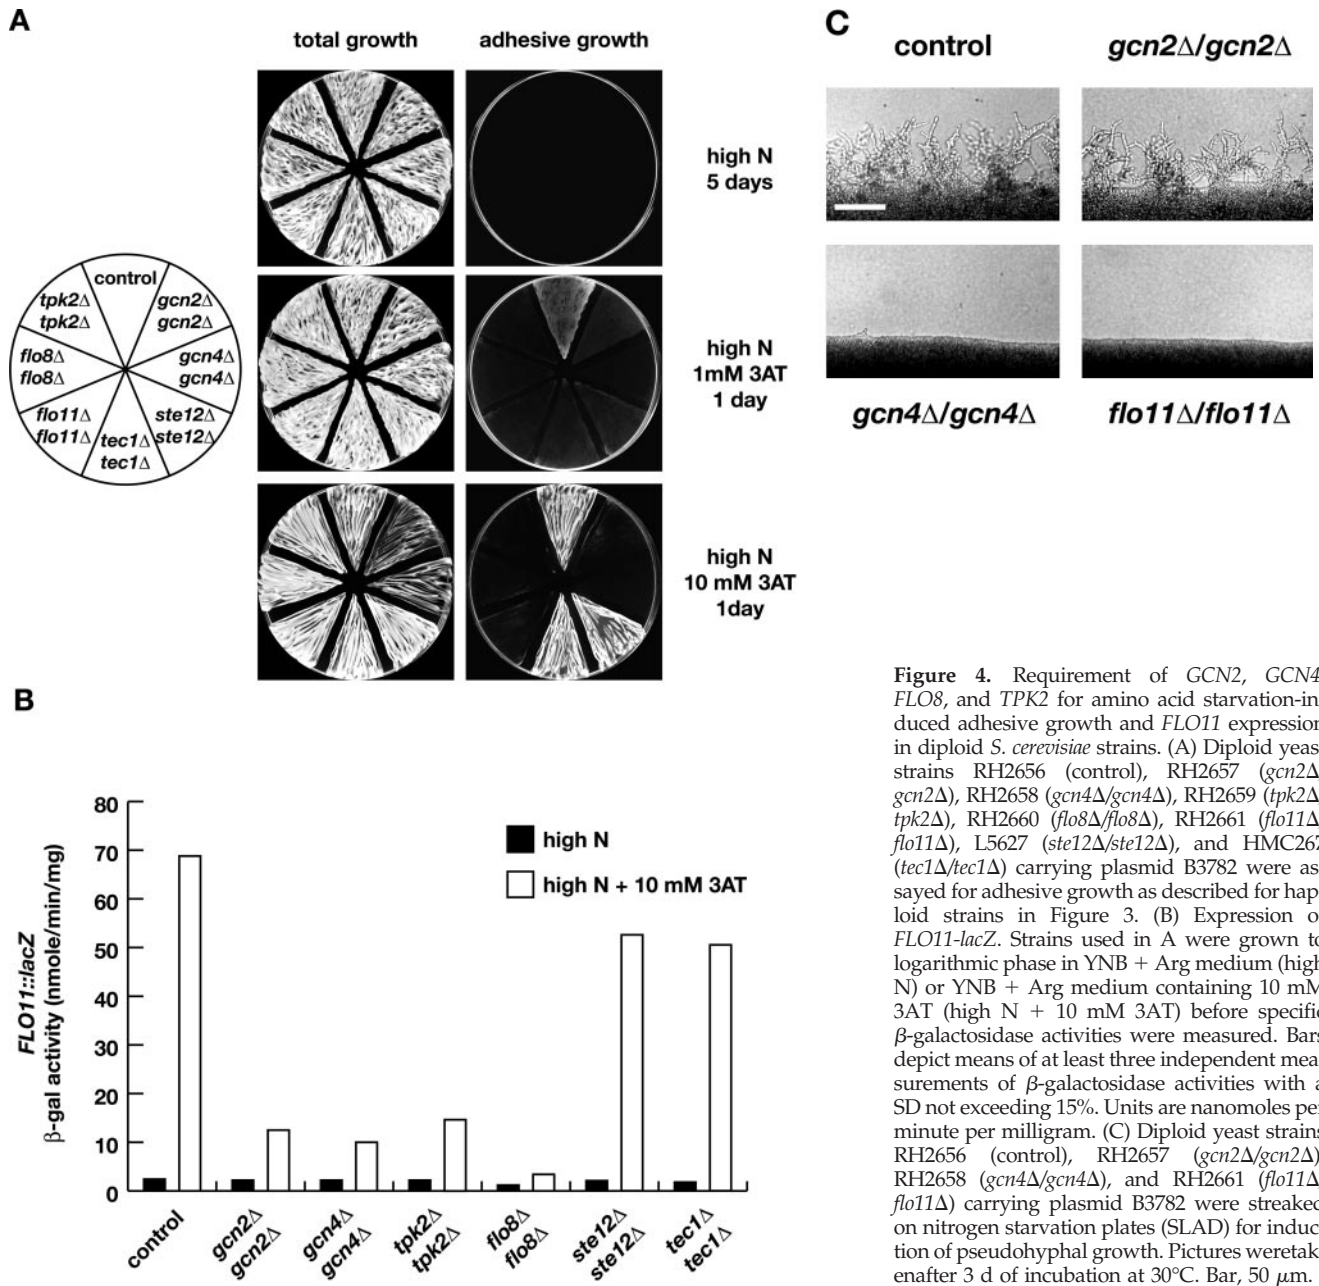 A
total growth
adhesive growth
high N
5 days
high N
1mM 3AT
1 day
high N
10 mM 3AT
1day
control
gcn2Δ
gcn2Δ
gcn4Δ
gcn4Δ
ste12Δ
ste12Δ
tec1Δ
tec1Δ
flo11Δ
flo11Δ
flo8Δ
flo8Δ
tpk2Δ
tpk2Δ
B
FLO11::lacZ
β-gal activity (nmole/min/mg)
80
70
60
50
40
30
20
10
0
high N
high N + 10 mM 3AT
control
gcn2Δ
gcn2Δ
gcn4Δ
gcn4Δ
tpk2Δ
tpk2Δ
flo8Δ
flo8Δ
ste12Δ
ste12Δ
tec1Δ
tec1Δ
C
control
gcn2Δ/gcn2Δ
gcn4Δ/gcn4Δ
flo11Δ/flo11Δ
Figure 4. Requirement of GCN2, GCN4
FLO8, and TPK2 for amino acid starvation-in
duced adhesive growth and FLO11 expression
in diploid S. cerevisiae strains. (A) Diploid yeas
strains RH2656 (control), RH2657 (gcn2Δ
gcn2Δ), RH2658 (gcn4Δ/gcn4Δ), RH2659 (tpk2Δ
tpk2Δ), RH2660 (flo8Δ/flo8Δ), RH2661 (flo11Δ
flo11Δ), L5627 (ste12Δ/ste12Δ), and HMC267
(tec1Δ/tec1Δ) carrying plasmid B3782 were as
sayed for adhesive growth as described for hap
loid strains in Figure 3. (B) Expression o
FLO11-lacZ. Strains used in A were grown to
logarithmic phase in YNB + Arg medium (high
N) or YNB + Arg medium containing 10 mM
3AT (high N + 10 mM 3AT) before specific
β-galactosidase activities were measured. Bars
depict means of at least three independent mea
surements of β-galactosidase activities with a
SD not exceeding 15%. Units are nanomoles per
minute per milligram. (C) Diploid yeast strains
RH2656 (control), RH2657 (gcn2Δ/gcn2Δ)
RH2658 (gcn4Δ/gcn4Δ), and RH2661 (flo11Δ
flo11Δ) carrying plasmid B3782 were streaked
on nitrogen starvation plates (SLAD) for induc
tion of pseudohyphal growth. Pictures weretak
enafter 3 d of incubation at 30°C. Bar, 50 μm.